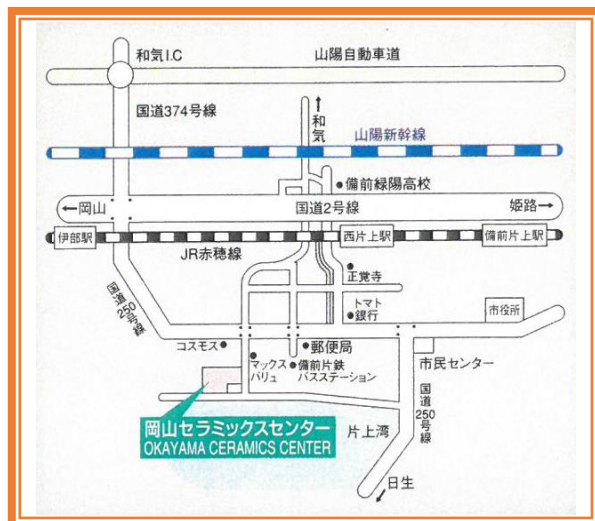 和気I.C
山陽自動車道
国道374号線
和気
山陽新幹線
備前緑陽高校
←岡山
国道2号線
姫路→
伊部駅
西片上駅
備前片上駅
JR赤穂線
正覚寺
国道250号線
トマト
銀行
市役所
コスモス
郵便局
マックス
バリュ
備前片鉄
バスステーション
市民センター
国道250号線
岡山セラミックスセンター
OKAYAMA CERAMICS CENTER
片上湾
日生